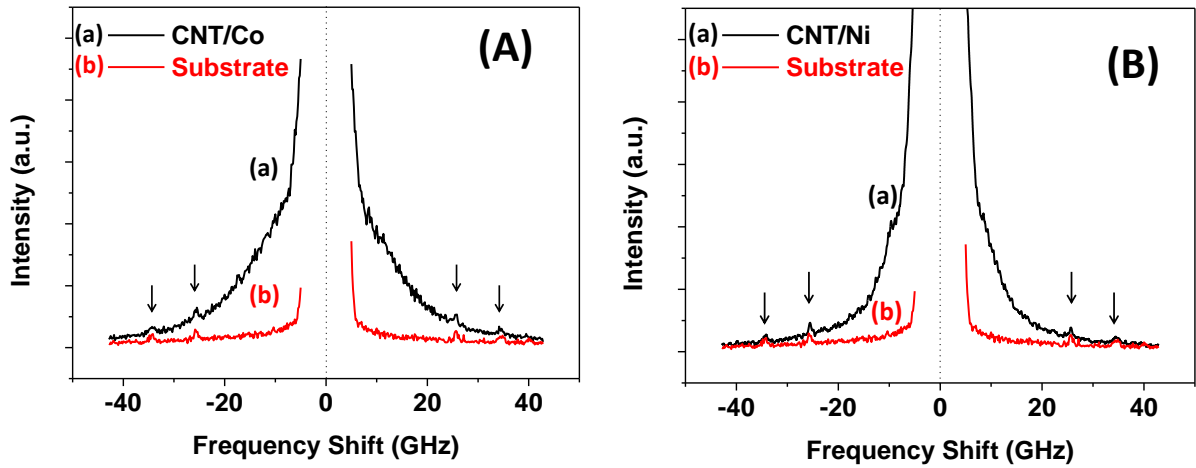 (a) CNT/Co
(b) Substrate
(A)
(a)
(b)
Intensity (a.u.)
-40 -20 0 20 40
Frequency Shift (GHz)
(a) CNT/Ni
(b) Substrate
(B)
(a)
(b)
Intensity (a.u.)
-40 -20 0 20 40
Frequency Shift (GHz)